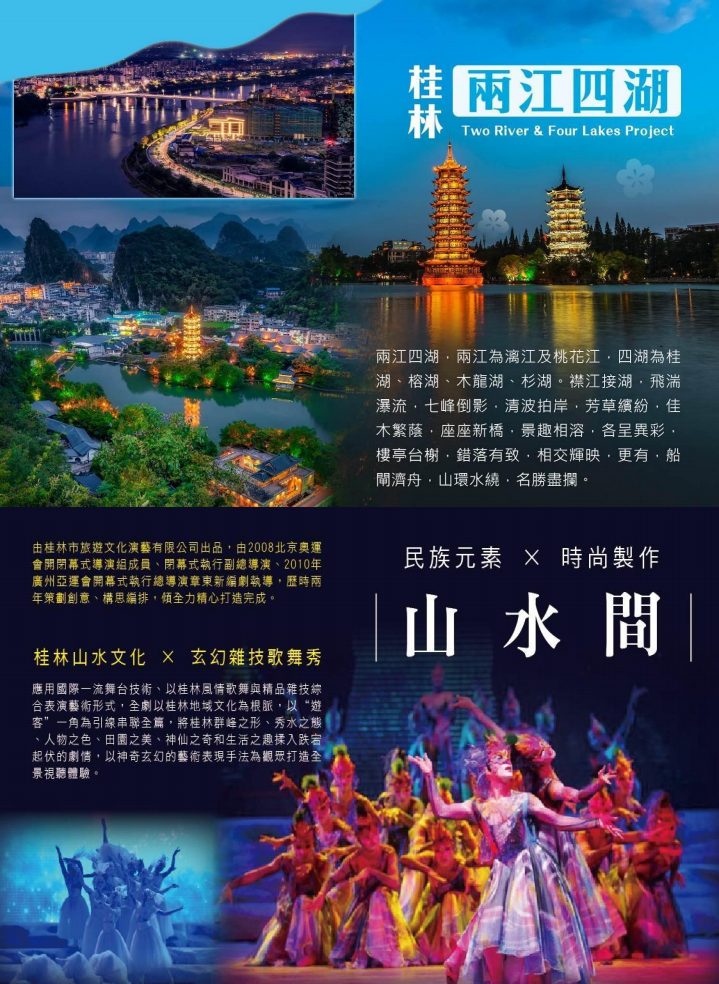 桂林
兩江四湖
Two River & Four Lakes Project
兩江四湖，兩江為漓江及桃花江，四湖為桂
湖、榕湖、木龍湖、杉湖。襟江接湖，飛湍
瀑流，七峰倒影，清波拍岸，芳草繽紛，佳
木繁蔭，座座新橋，景趣相溶，各呈異彩，
樓亭台榭，錯落有致，相交輝映，更有，船
閘濟舟，山環水繞，名勝盡攔。
由桂林市旅遊文化演藝有限公司出品，由2008北京奧運
會開閉幕式導演組成員、閉幕式執行副總導演、2010年
廣州亞運會開幕式執行總導演章東新編劇執導，歷時兩
年策劃創意、構思編排，傾全力精心打造完成。
桂林山水文化 × 玄幻雜技歌舞秀
應用國際一流舞台技術、以桂林風情歌舞與精品雜技綜
合表演藝術形式，全劇以桂林地域文化為根脈，以“遊
客”一角為引線串聯全篇，將桂林群峰之形、秀水之態
、人物之色、田園之美、神仙之奇和生活之趣揉入跌宕
起伏的劇情，以神奇玄幻的藝術表現手法為觀眾打造全
景視聽體驗。
民族元素 × 時尚製作
山水間